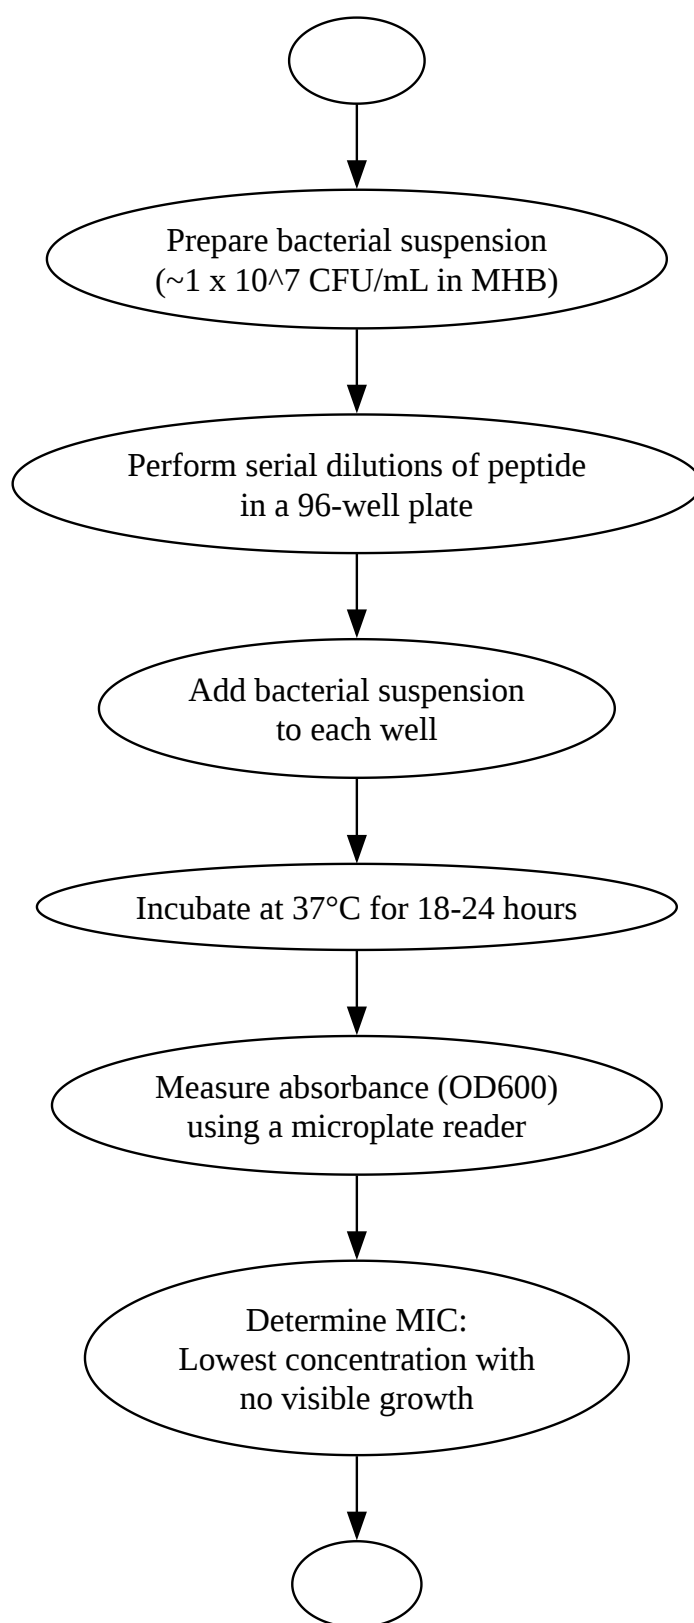 Prepare bacterial suspension
(~1 x 10^7 CFU/mL in MHB)
Perform serial dilutions of peptide
in a 96-well plate
Add bacterial suspension
to each well
Incubate at 37°C for 18-24 hours
Measure absorbance (OD600)
using a microplate reader
Determine MIC:
Lowest concentration with
no visible growth